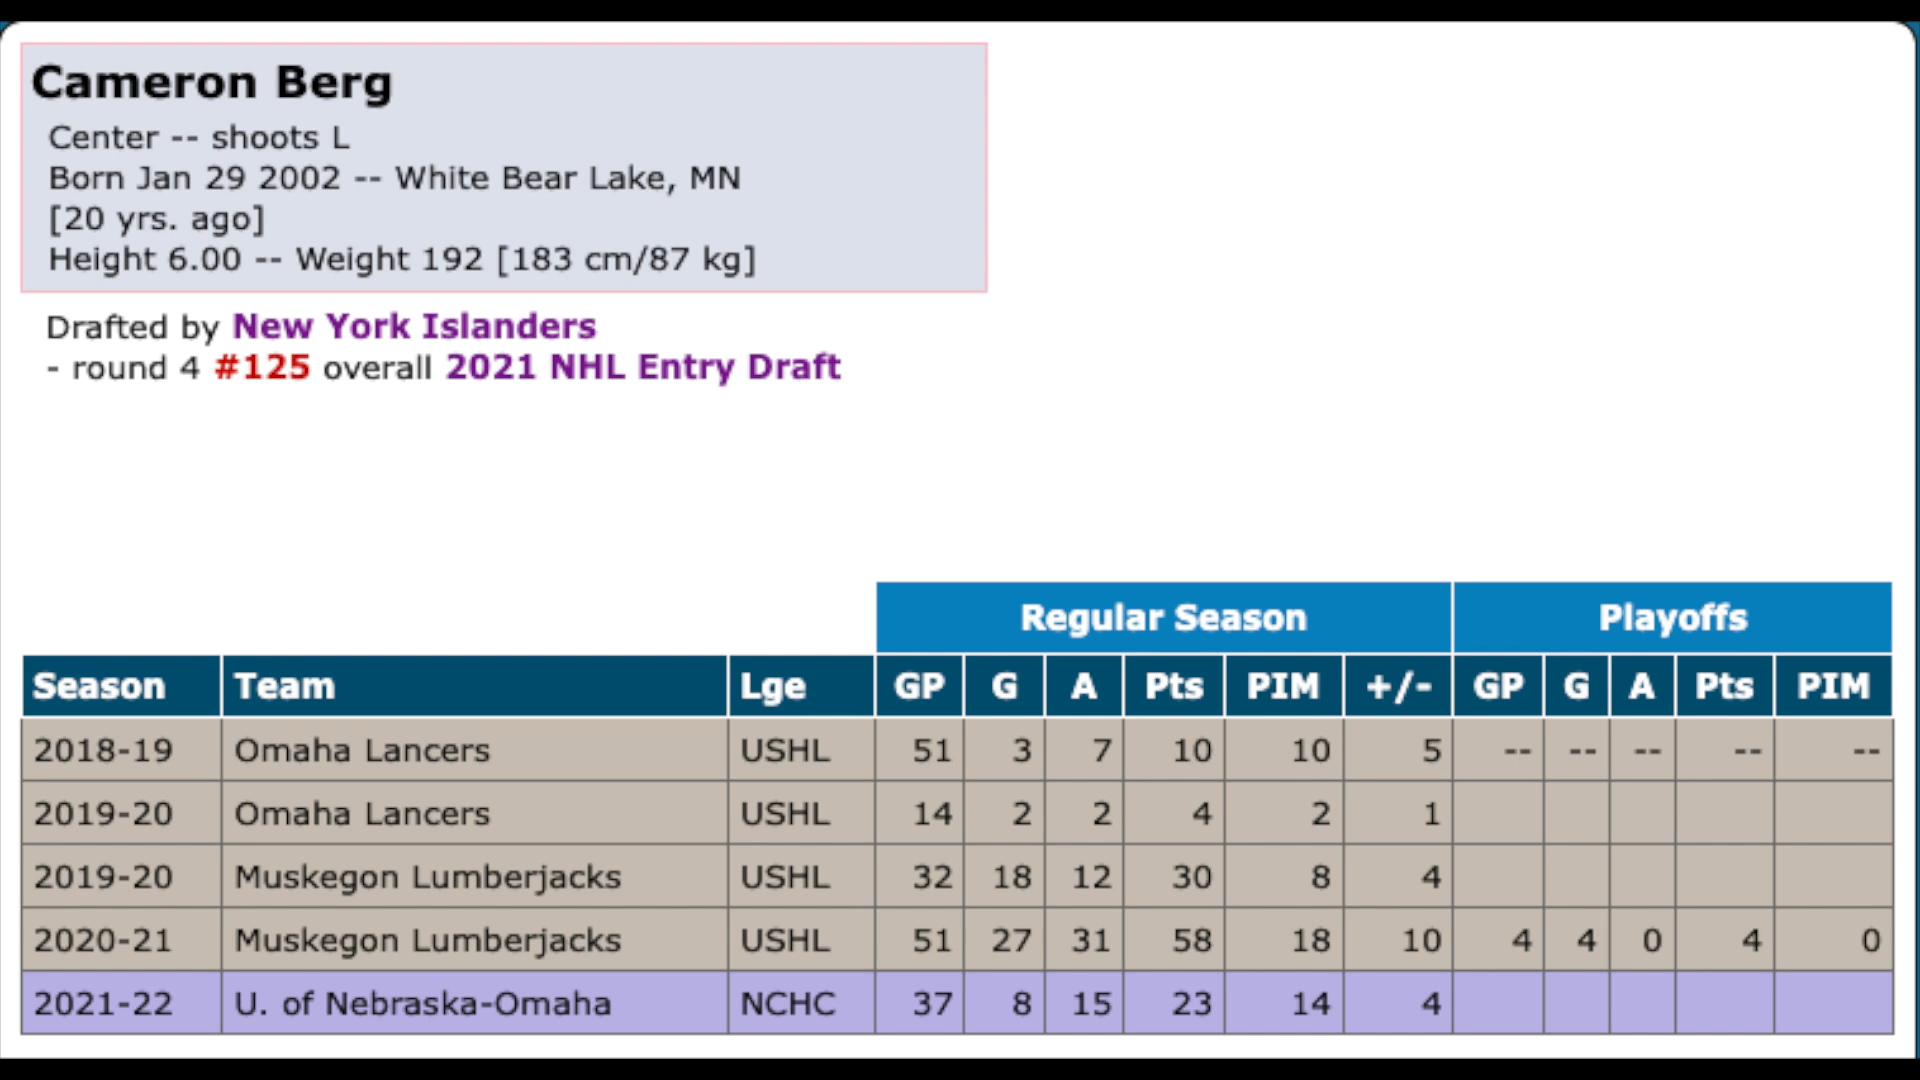 Cameron Berg
Center -- shoots L
Born Jan 29 2002 -- White Bear Lake, MN
[20 yrs. ago]
Height 6.00 -- Weight 192 [183 cm/87 kg]
Drafted by New York Islanders
- round 4 #125 overall 2021 NHL Entry Draft
Regular Season Playoffs
Season Team Lge GP G A Pts PIM +/- GP G A Pts PIM
2018-19 Omaha Lancers USHL 51 3 7 10 10 5 -- -- -- -- --
2019-20 Omaha Lancers USHL 14 2 2 4 2 1
2019-20 Muskegon Lumberjacks USHL 32 18 12 30 8 4
2020-21 Muskegon Lumberjacks USHL 51 27 31 58 18 10 4 4 0 4 0
2021-22 U. of Nebraska-Omaha NCHC 37 8 15 23 14 4